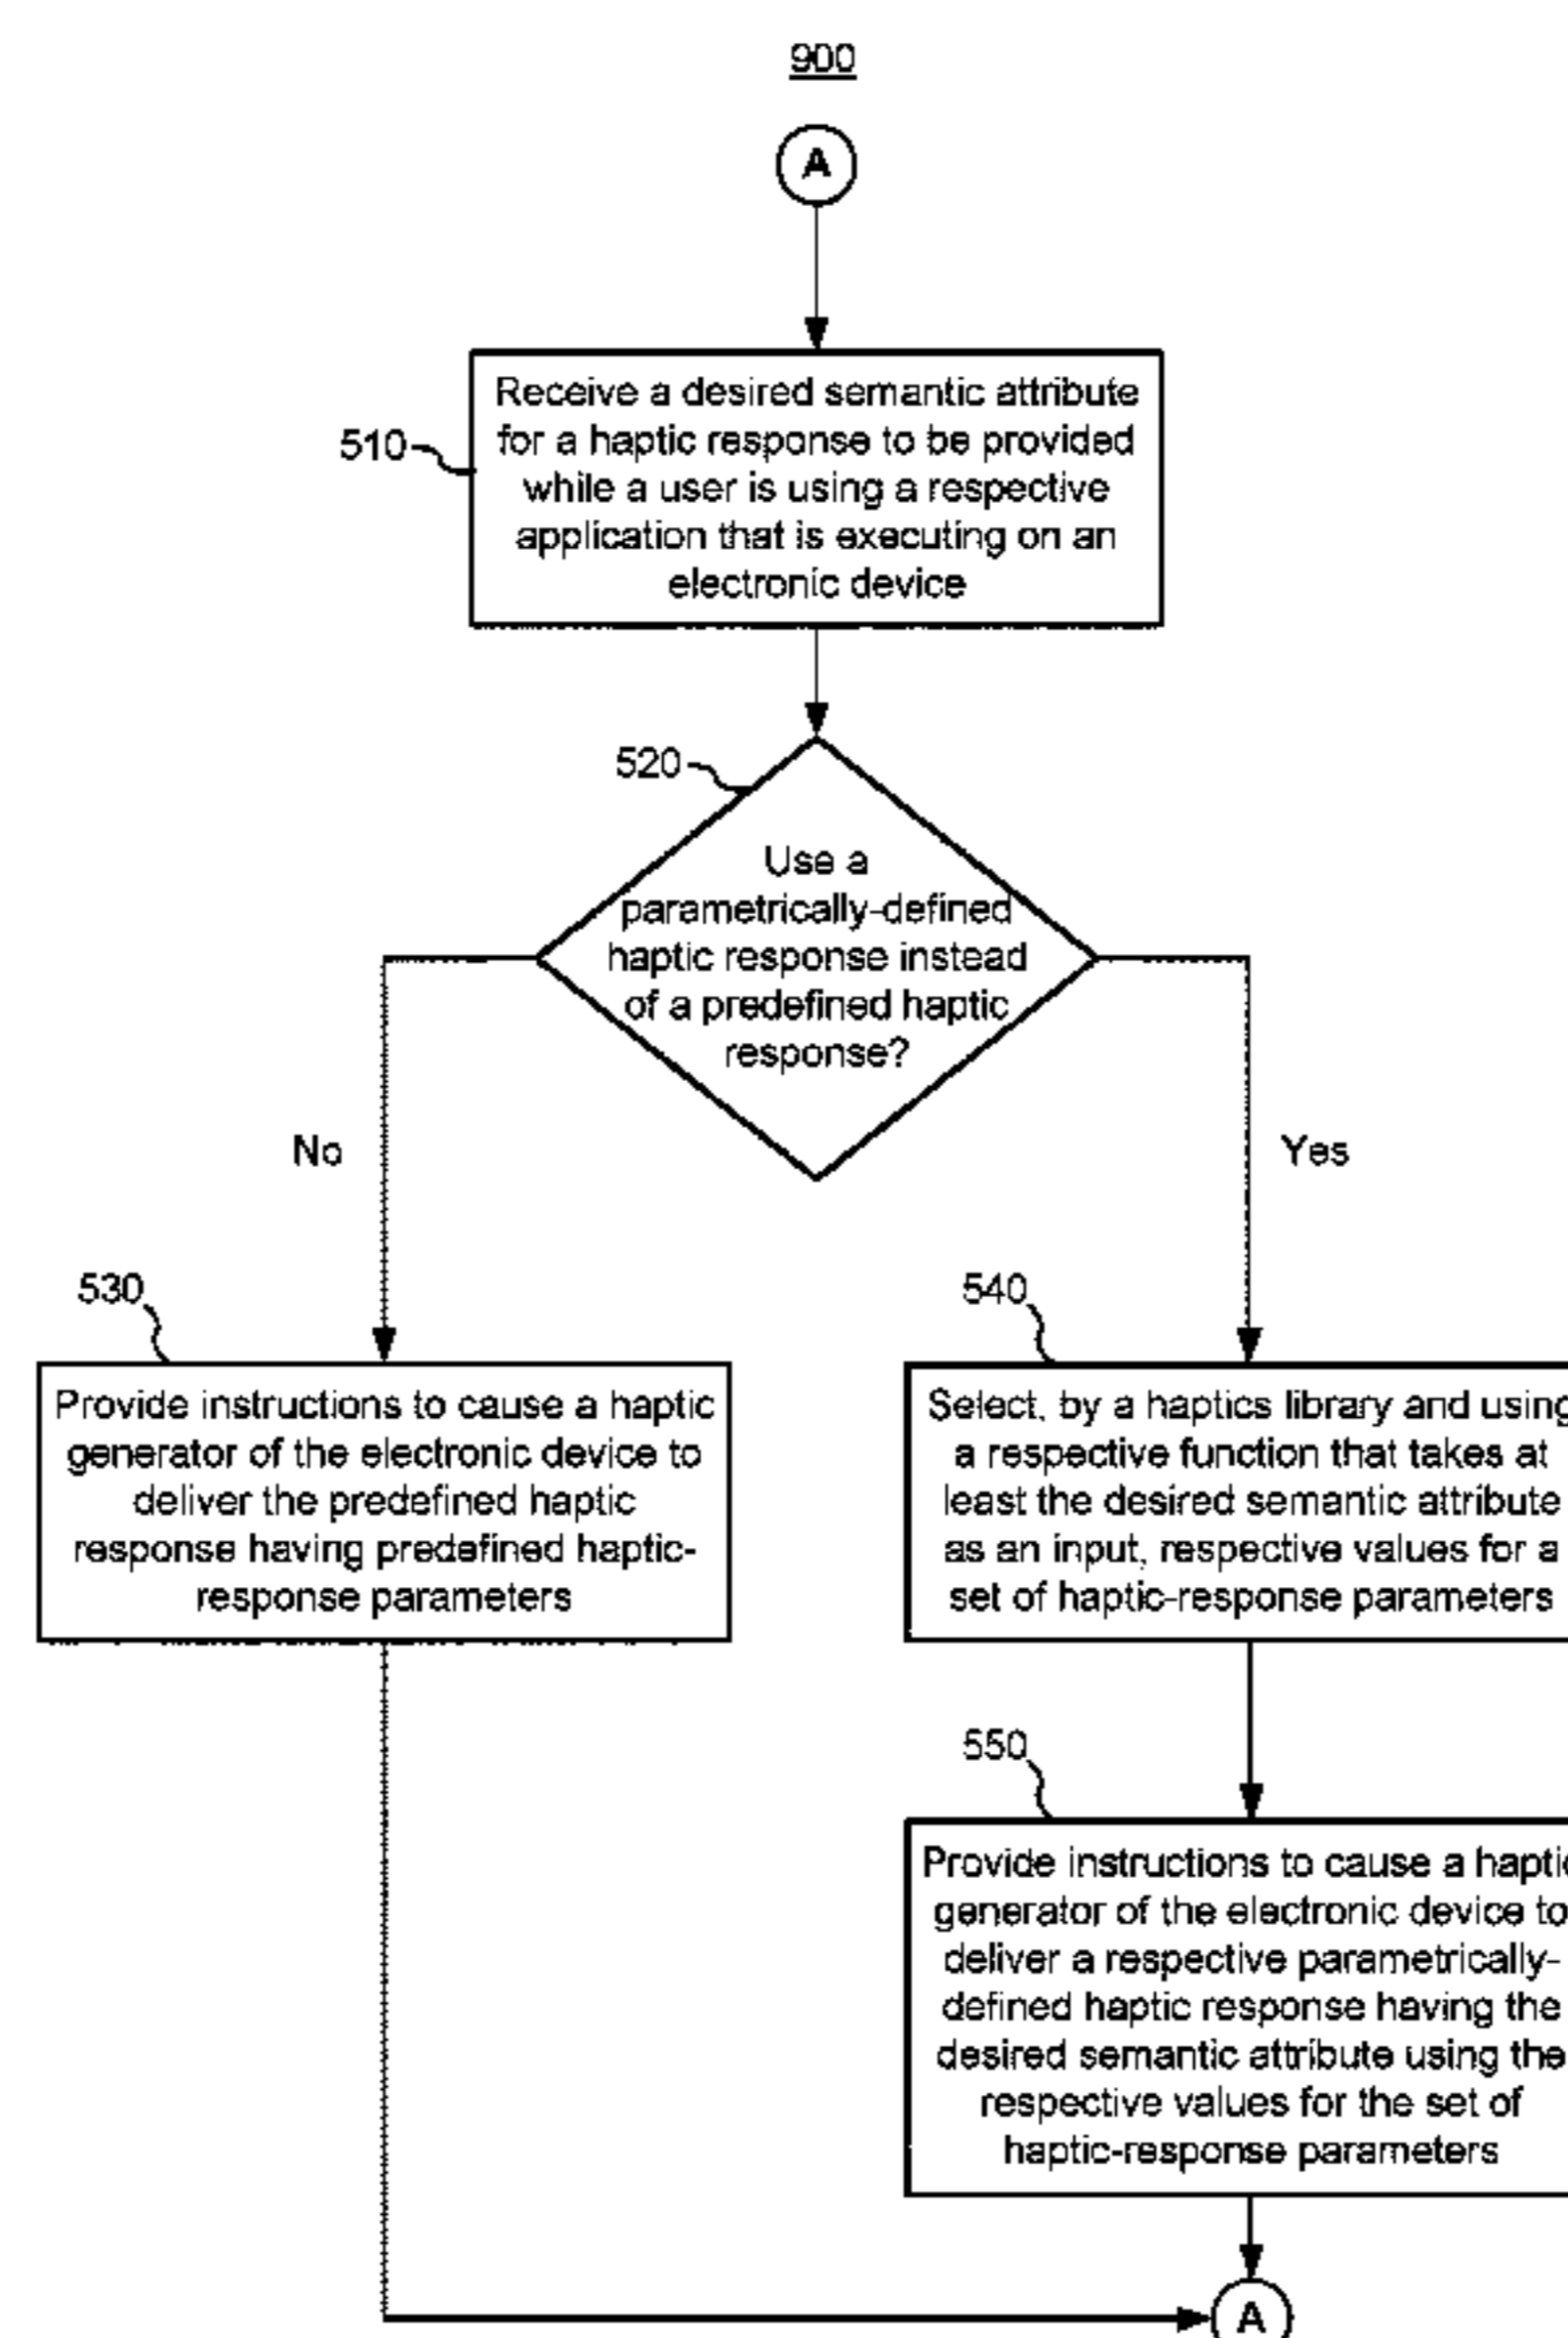 900
A
510
Receive a desired semantic attribute
for a haptic response to be provided
while a user is using a respective
application that is executing on an
electronic device
520
Use a
parametrically-defined
haptic response instead
of a predefined haptic
response?
No
Yes
530
Provide instructions to cause a haptic
generator of the electronic device to
deliver the predefined haptic
response having predefined haptic-
response parameters
540
Select, by a haptics library and using
a respective function that takes at
least the desired semantic attribute
as an input, respective values for a
set of haptic-response parameters
550
Provide instructions to cause a haptic
generator of the electronic device to
deliver a respective parametrically-
defined haptic response having the
desired semantic attribute using the
respective values for the set of
haptic-response parameters
A